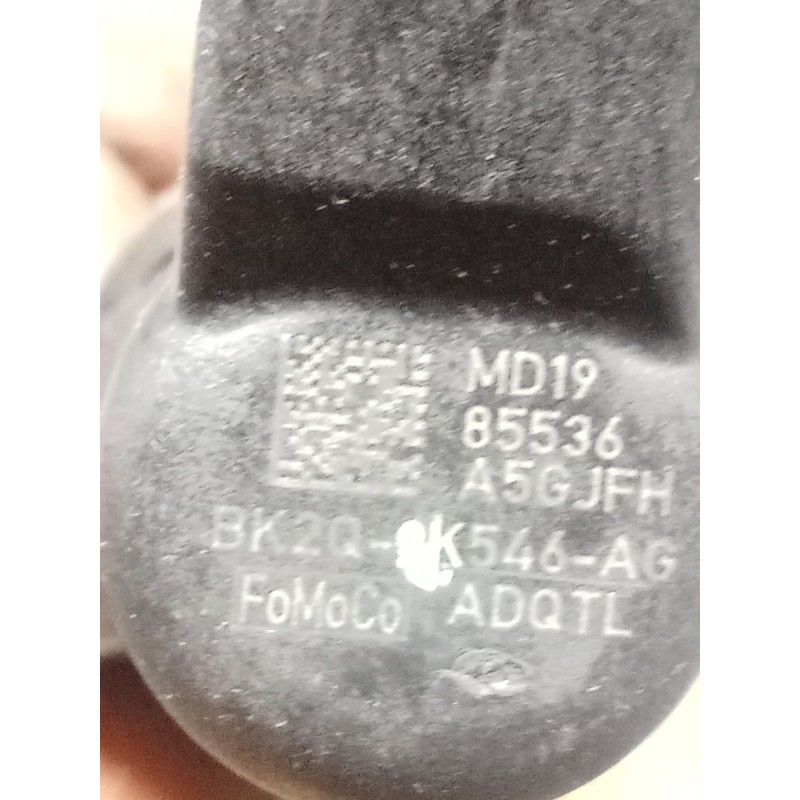 MD19
85536
A5GJFH
BK2Q- K546-AG
FoMoCo ADQTL